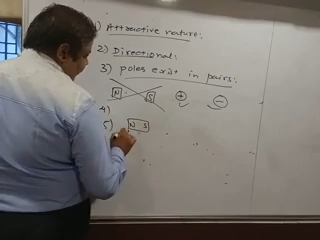 1) Attractive nature:
2) Directional:
3) poles exist in pairs:
N S + −
4)
5) N S